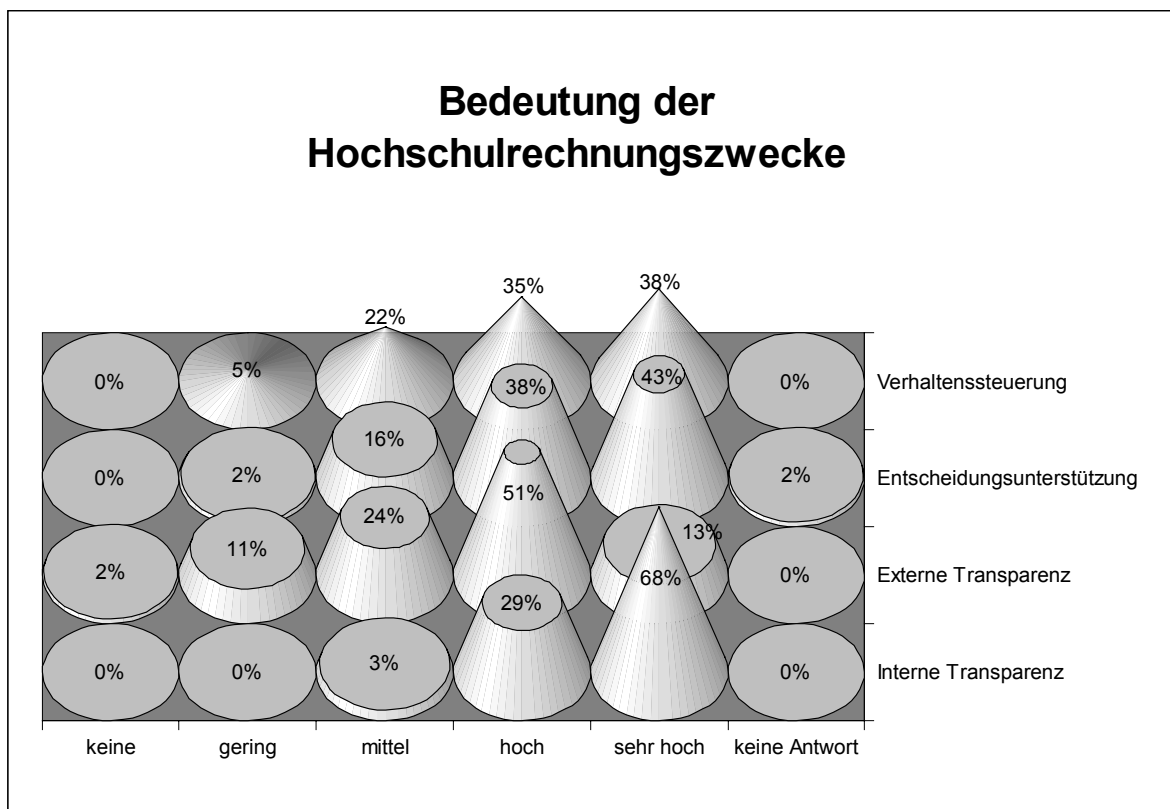 Bedeutung der
Hochschulrechnungszwecke
22% 35% 38%
0% 5% 38% 43% 0% Verhaltenssteuerung
0% 2% 16% 2% Entscheidungsunterstützung
2% 11% 24% 51% 13% 0% Externe Transparenz
0% 0% 3% 29% 68% 0% Interne Transparenz
keine gering mittel hoch sehr hoch keine Antwort